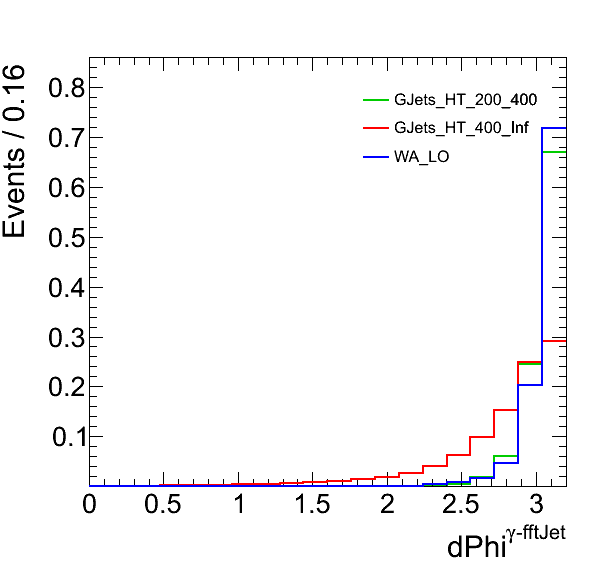 Events / 0.16
0.8
0.7
0.6
0.5
0.4
0.3
0.2
0.1
GJets_HT_200_400
GJets_HT_400_Inf
WA_LO
0 0.5 1 1.5 2 2.5 3
dPhi^γ-fftJet